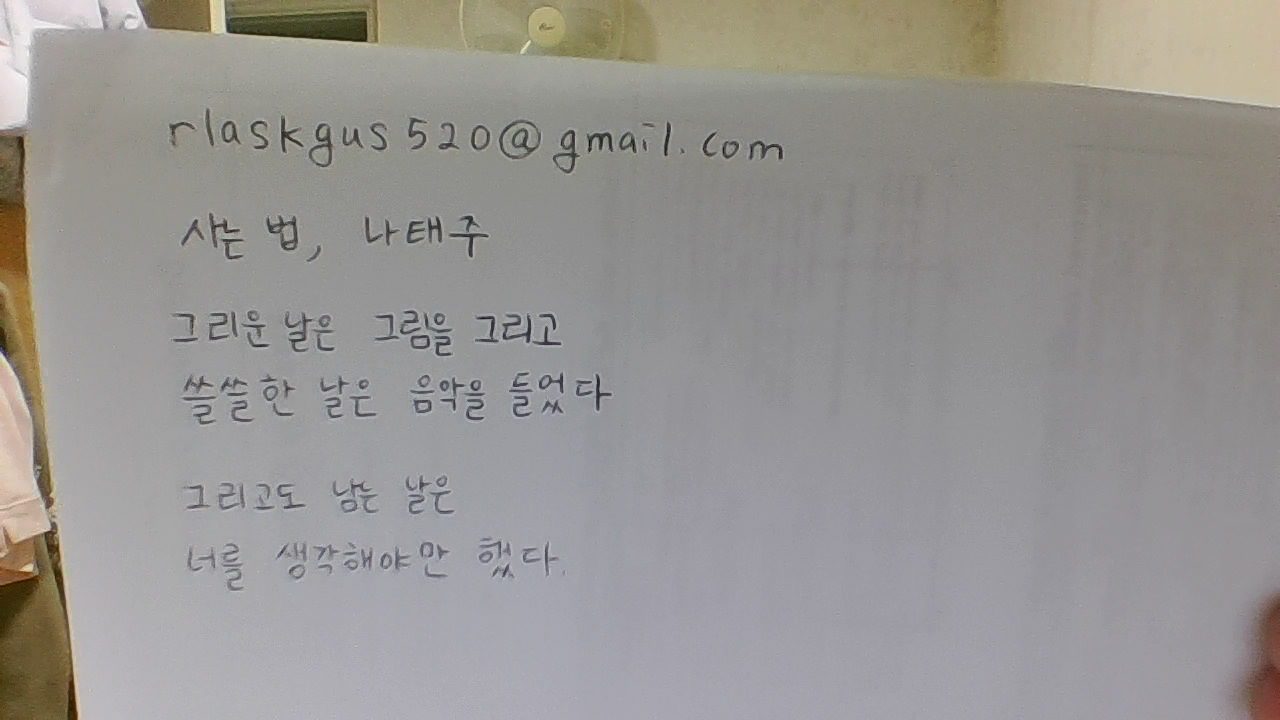 rlaskgus520@gmail.com
사는 법, 나태주
그리운 날은 그림을 그리고
쓸쓸한 날은 음악을 들었다
그리고도 남는 날은
너를 생각해야만 했다.